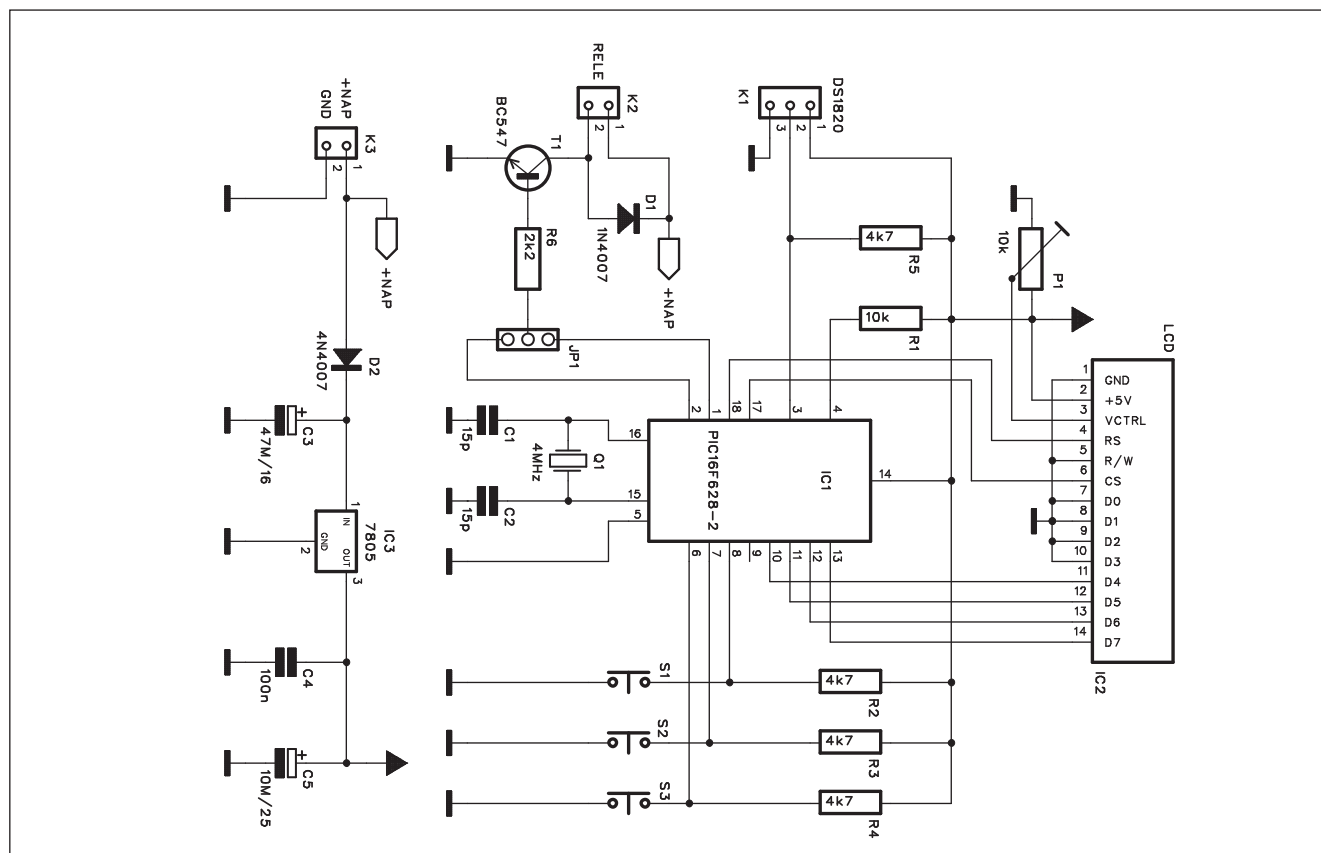 RELE
K2
1
2
BC547
T1
D1
1N4007
+NAP
R6
2k2
JP1
DS1820
K1
1
2
3
4k7
R5
10k
R1
10k
P1
+NAP
GND
K3
1
2
+NAP
D2
4N4007
C3
+
47M/16
IC3
7805
IN
GND
OUT
1
2
3
C4
100n
C5
+
10M/25
C1
15p
C2
15p
Q1
4MHz
PIC16F628-2
IC1
2
1
18
17
3
4
16
15
5
14
6
7
8
9
10
11
12
13
LCD
1 GND
2 +5V
3 VCTRL
4 RS
5 R/W
6 CS
7 D0
8 D1
9 D2
10 D3
11 D4
12 D5
13 D6
14 D7
IC2
S1
4k7
R2
S2
4k7
R3
S3
4k7
R4